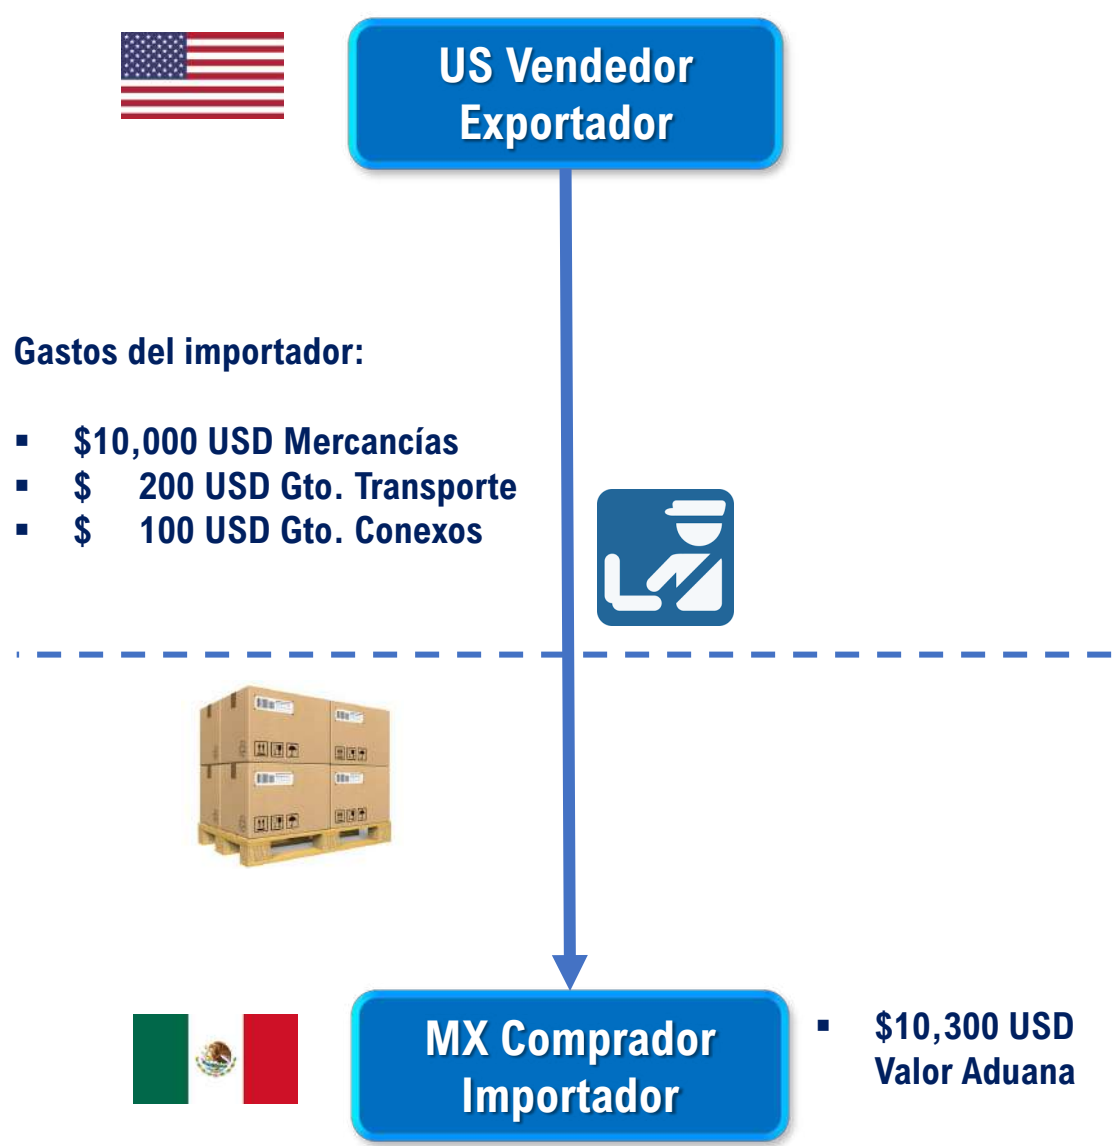 US Vendedor
Exportador
Gastos del importador:
▪ $10,000 USD Mercancías
▪ $ 200 USD Gto. Transporte
▪ $ 100 USD Gto. Conexos
MX Comprador
Importador
▪ $10,300 USD
Valor Aduana